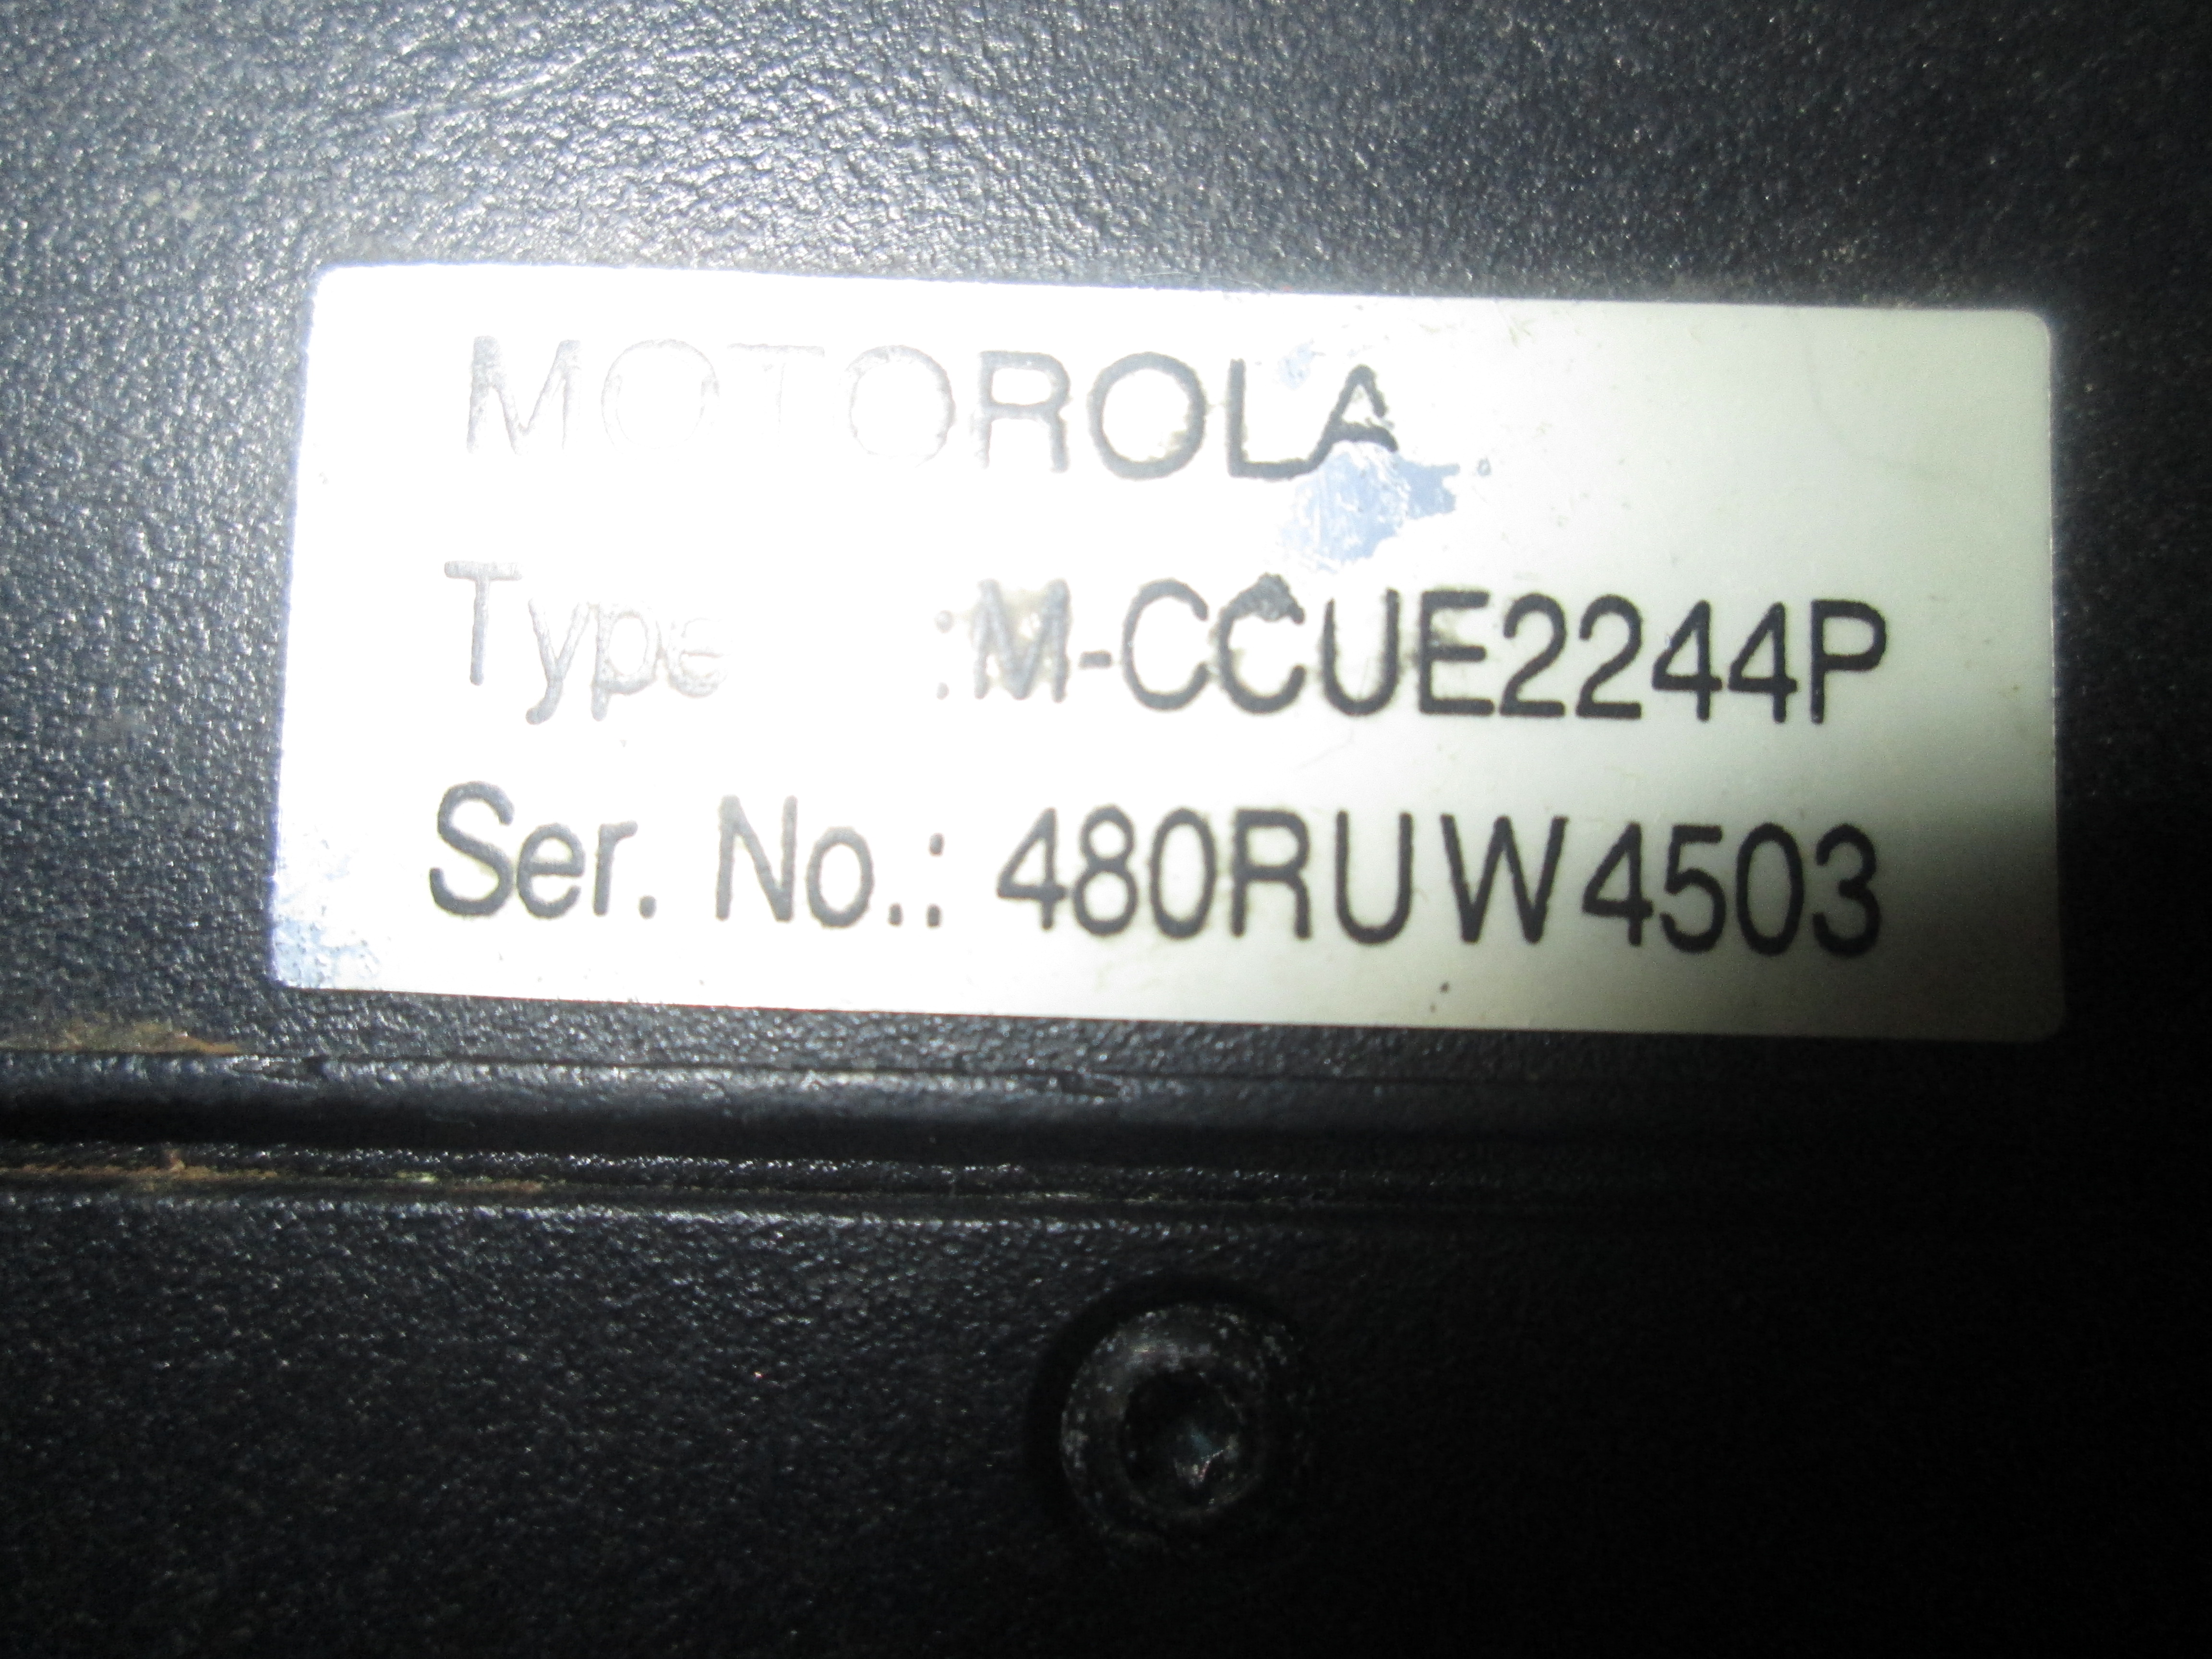 MOTOROLA
Type :M-CCUE2244P
Ser. No.: 480RUW4503